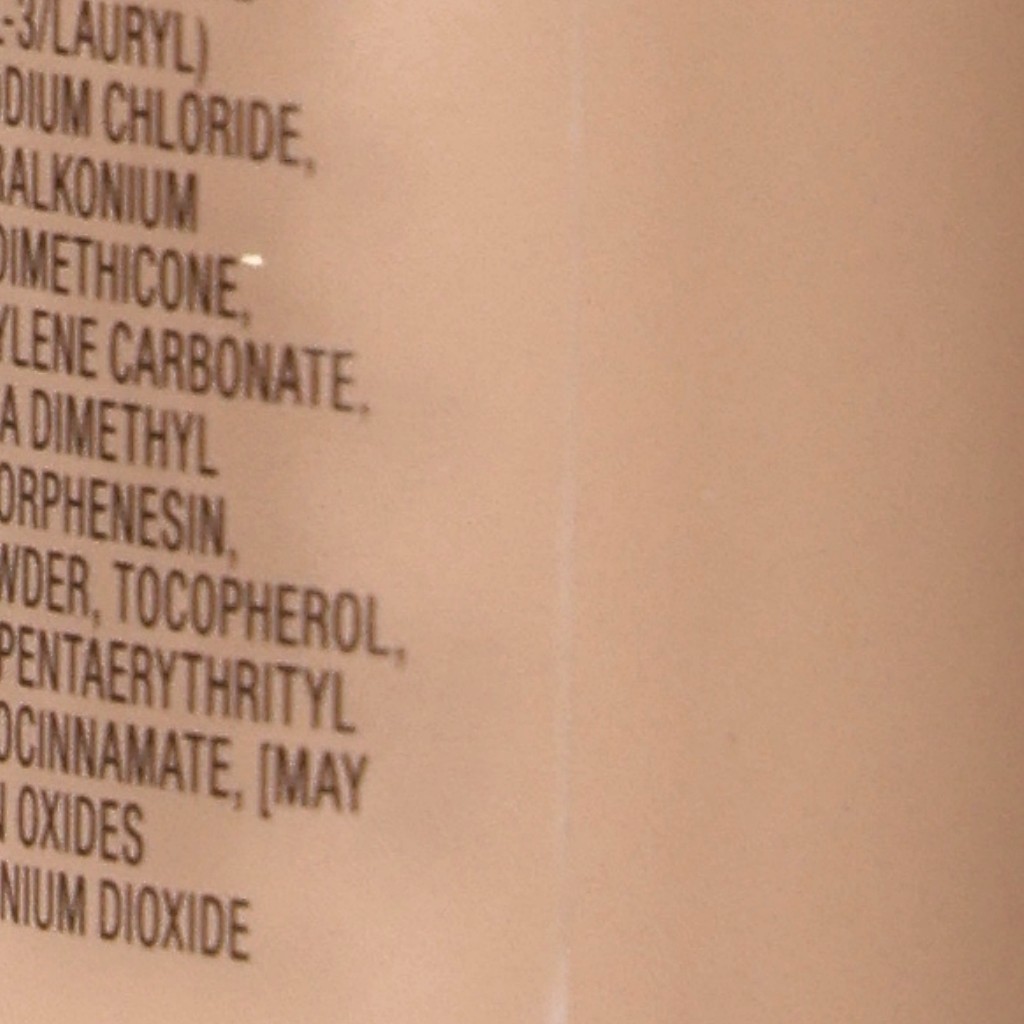 -3/LAURYL)
DIUM CHLORIDE,
RALKONIUM
DIMETHICONE,
YLENE CARBONATE,
A DIMETHYL
ORPHENESIN,
WDER, TOCOPHEROL,
PENTAERYTHRITYL
OCINNAMATE, [MAY
N OXIDES
NIUM DIOXIDE